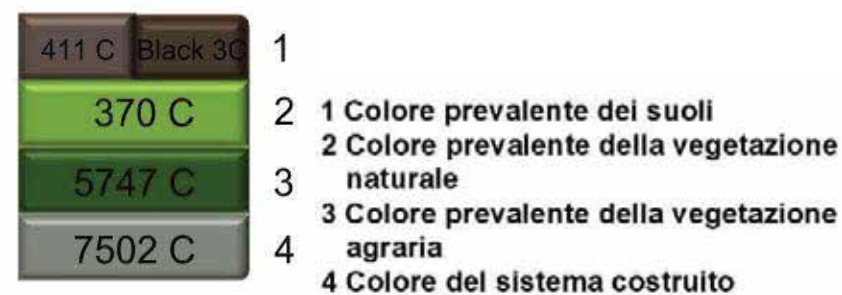 411 C Black 3C 1
370 C 2
5747 C 3
7502 C 4
1 Colore prevalente dei suoli
2 Colore prevalente della vegetazione
naturale
3 Colore prevalente della vegetazione
agraria
4 Colore del sistema costruito